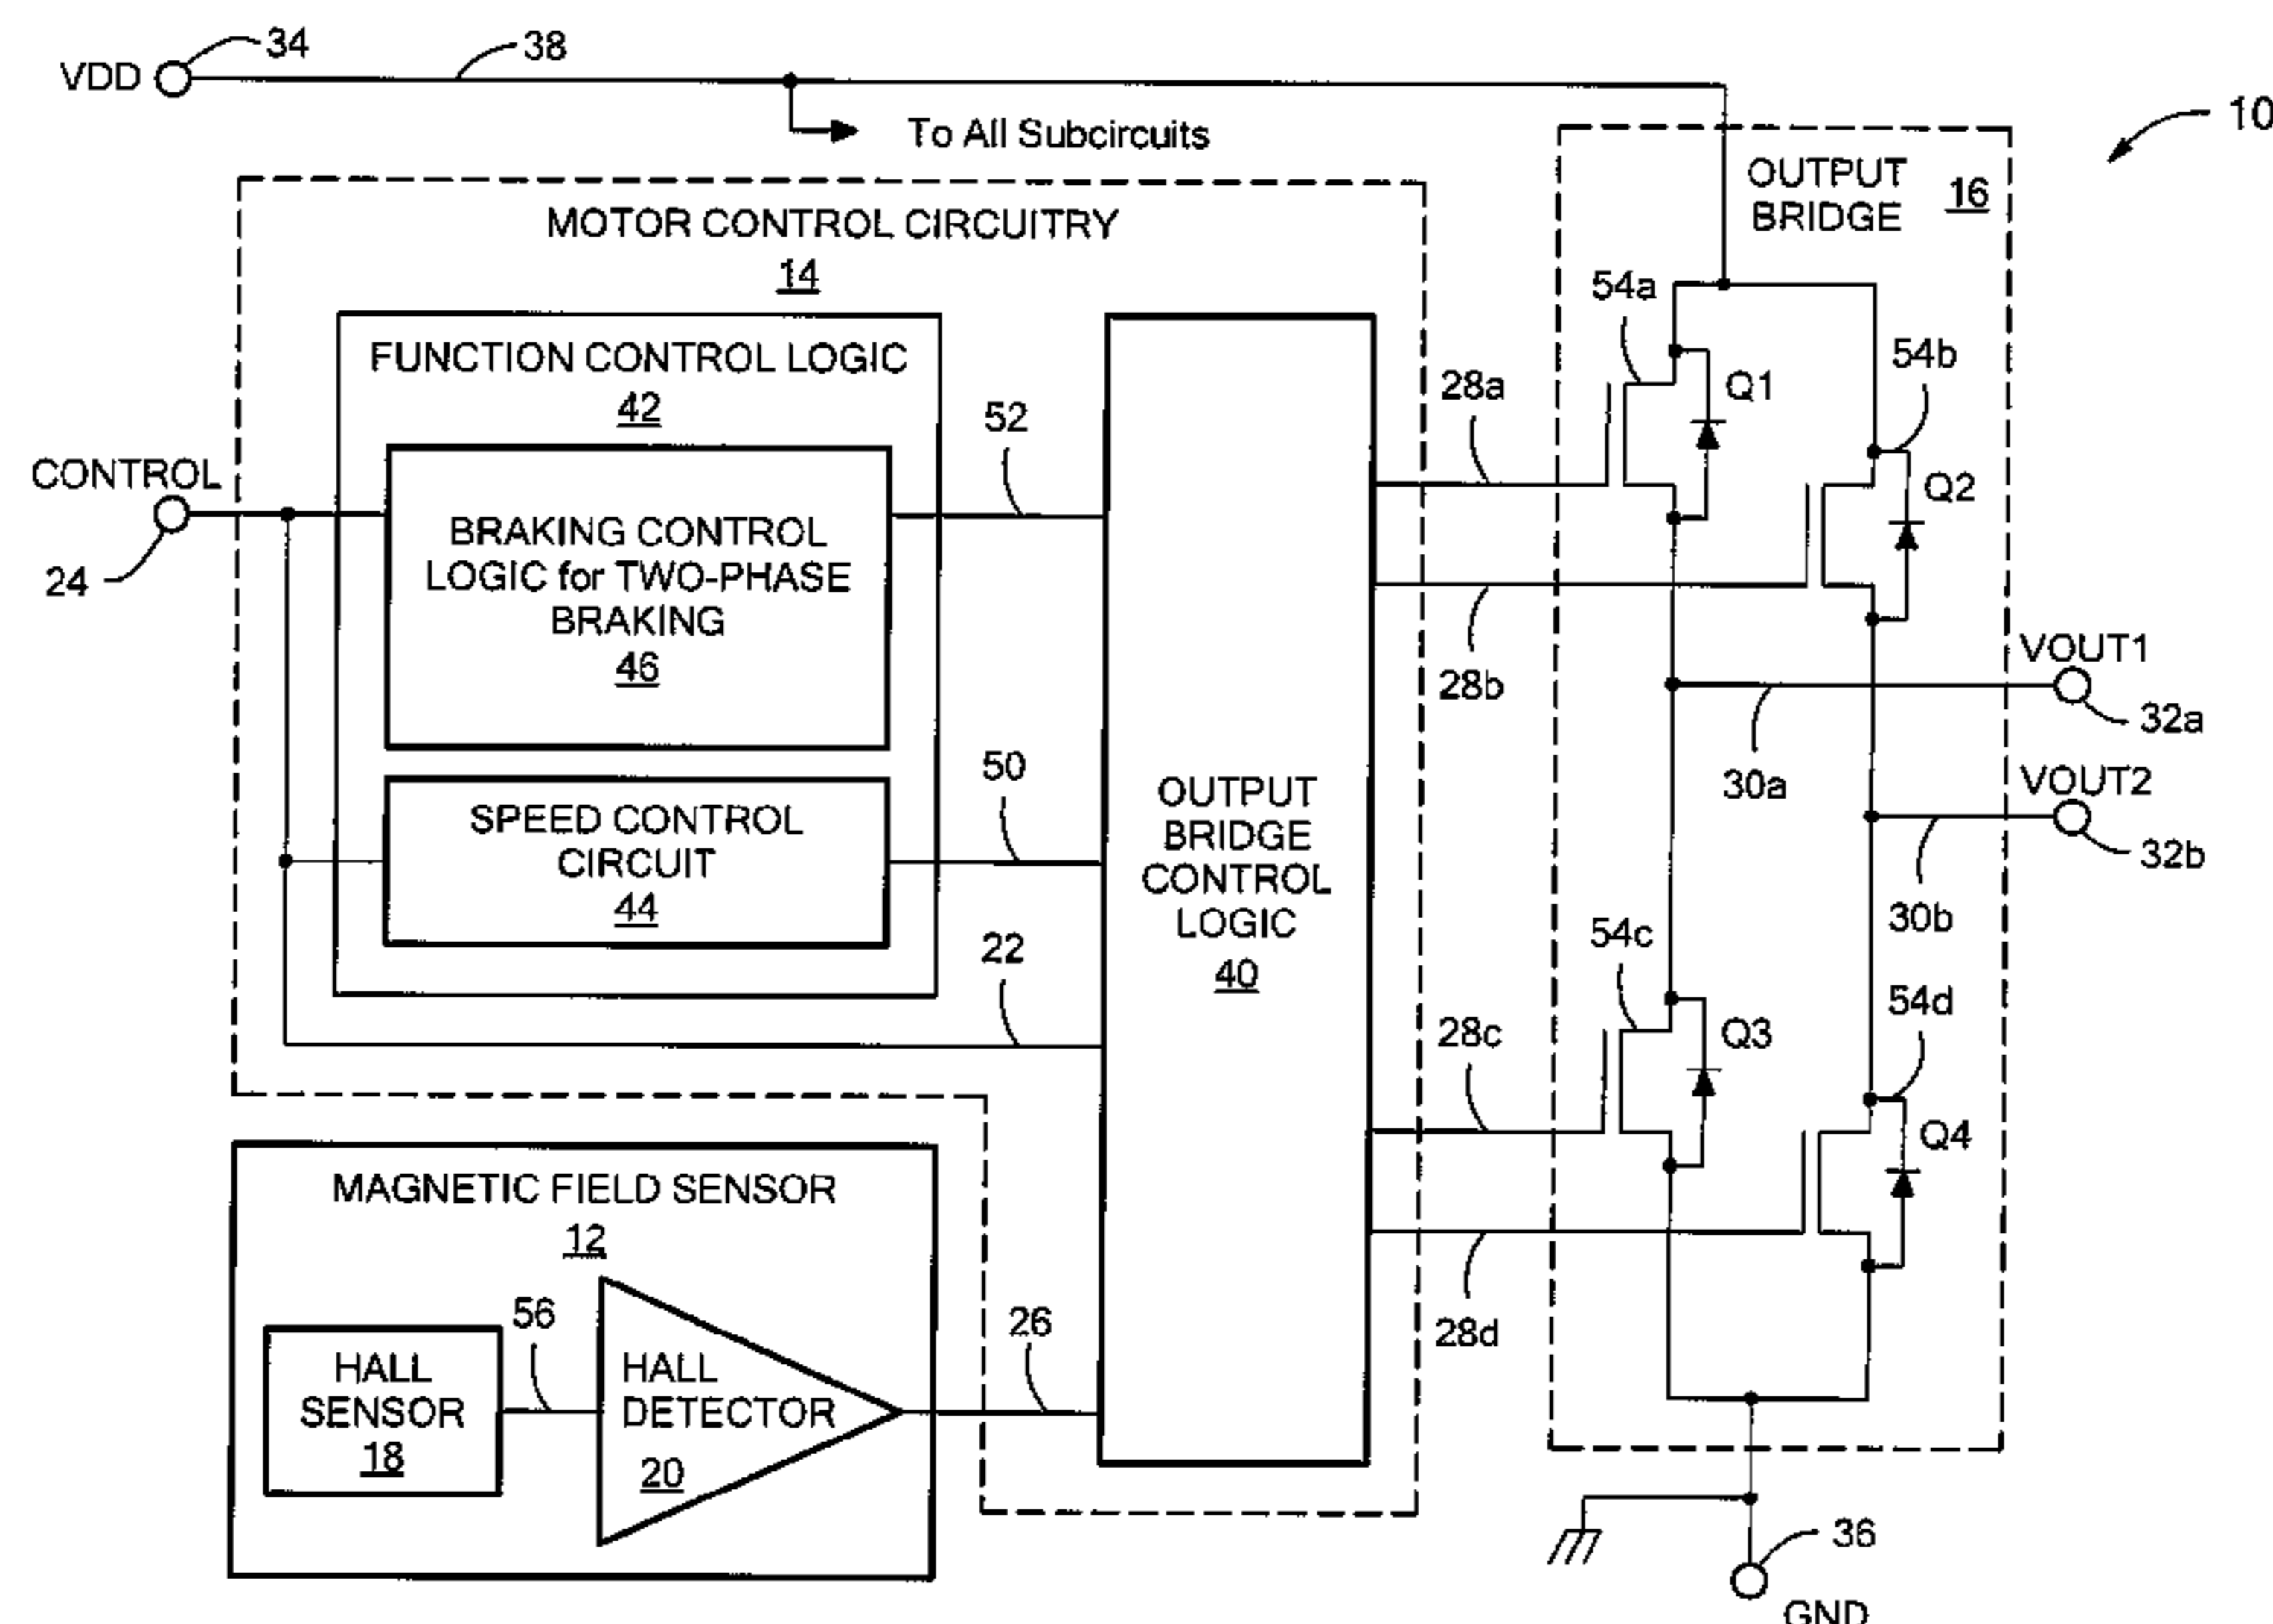 34
38
VDD
To All Subcircuits
10
OUTPUT
BRIDGE
16
MOTOR CONTROL CIRCUITRY
14
FUNCTION CONTROL LOGIC
42
CONTROL
24
BRAKING CONTROL
LOGIC for TWO-PHASE
BRAKING
46
52
SPEED CONTROL
CIRCUIT
44
50
22
OUTPUT
BRIDGE
CONTROL
LOGIC
40
28a
28b
28c
28d
54a
Q1
54b
Q2
VOUT1
32a
30a
VOUT2
32b
30b
54c
Q3
54d
Q4
MAGNETIC FIELD SENSOR
12
HALL
SENSOR
18
56
HALL
DETECTOR
20
26
36
GND